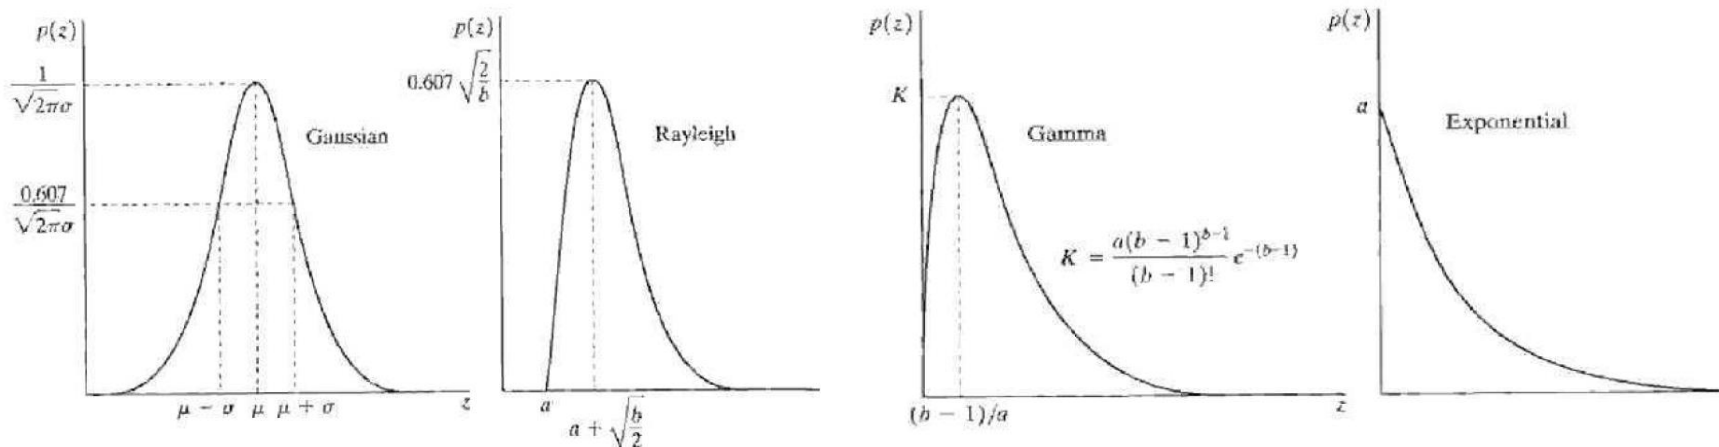 p(z)
1
√2πσ
0.607
√2πσ
Gaussian
μ − σ μ μ + σ z
p(z)
0.607 √2/b
Rayleigh
a
a + √b/2
p(z)
K
Gamma
K = a(b − 1)^{b−1} / (b − 1)! e^{−(b−1)}
(b − 1)/a
z
p(z)
a
Exponential